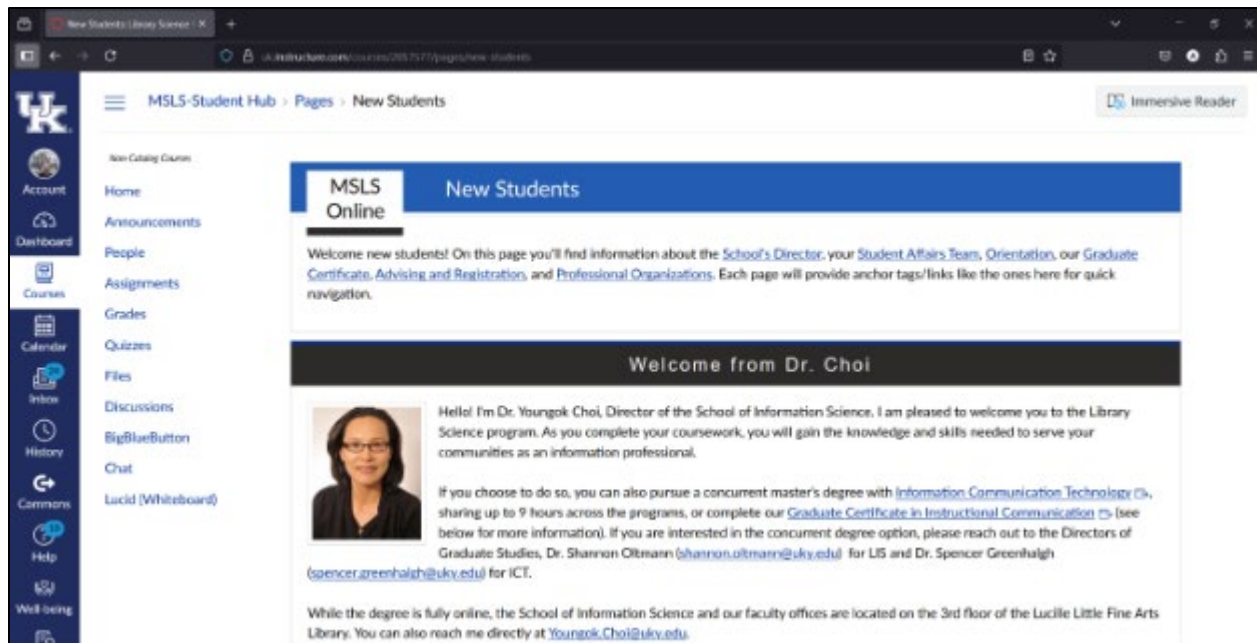 New Students: Library Science
uk.instructure.com/courses/2057577/pages/new-students
UK
MSLS-Student Hub > Pages > New Students
Immersive Reader
Account
Dashboard
Courses
Calendar
Inbox
History
Commons
Help
Well-being
Non-Catalog Courses
Home
Announcements
People
Assignments
Grades
Quizzes
Files
Discussions
BigBlueButton
Chat
Lucid (Whiteboard)
MSLS
Online
New Students
Welcome new students! On this page you'll find information about the School's Director, your Student Affairs Team, Orientation, our Graduate
Certificate, Advising and Registration, and Professional Organizations. Each page will provide anchor tags/links like the ones here for quick
navigation.
Welcome from Dr. Choi
Hello! I'm Dr. Youngok Choi, Director of the School of Information Science. I am pleased to welcome you to the Library
Science program. As you complete your coursework, you will gain the knowledge and skills needed to serve your
communities as an information professional.
If you choose to do so, you can also pursue a concurrent master's degree with Information Communication Technology,
sharing up to 9 hours across the programs, or complete our Graduate Certificate in Instructional Communication (see
below for more information). If you are interested in the concurrent degree option, please reach out to the Directors of
Graduate Studies, Dr. Shannon Oltmann (shannon.oltmann@uky.edu) for LIS and Dr. Spencer Greenhalgh
(spencer.greenhalgh@uky.edu) for ICT.
While the degree is fully online, the School of Information Science and our faculty offices are located on the 3rd floor of the Lucille Little Fine Arts
Library. You can also reach me directly at Youngok.Choi@uky.edu.